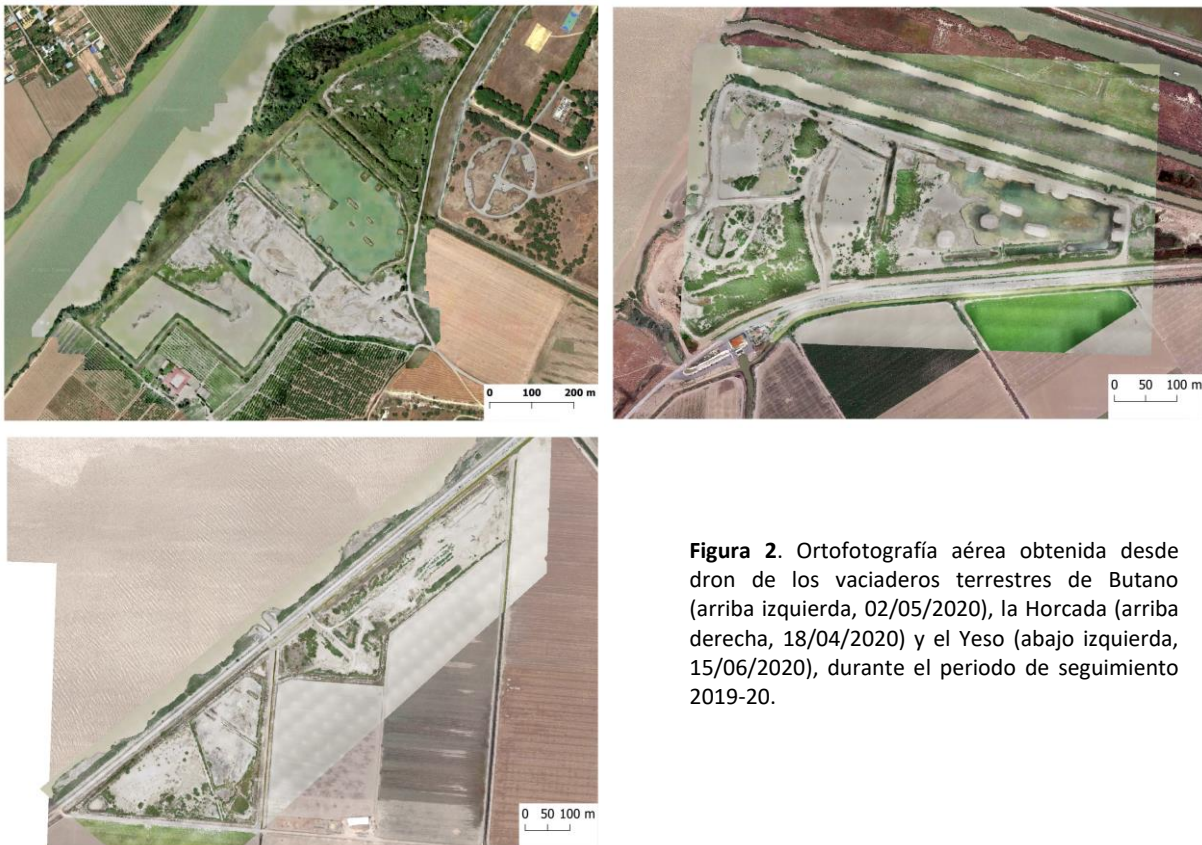 0 100 200 m
0 50 100 m
Figura 2. Ortofotografía aérea obtenida desde
dron de los vaciaderos terrestres de Butano
(arriba izquierda, 02/05/2020), la Horcada (arriba
derecha, 18/04/2020) y el Yeso (abajo izquierda,
15/06/2020), durante el periodo de seguimiento
2019-20.
0 50 100 m